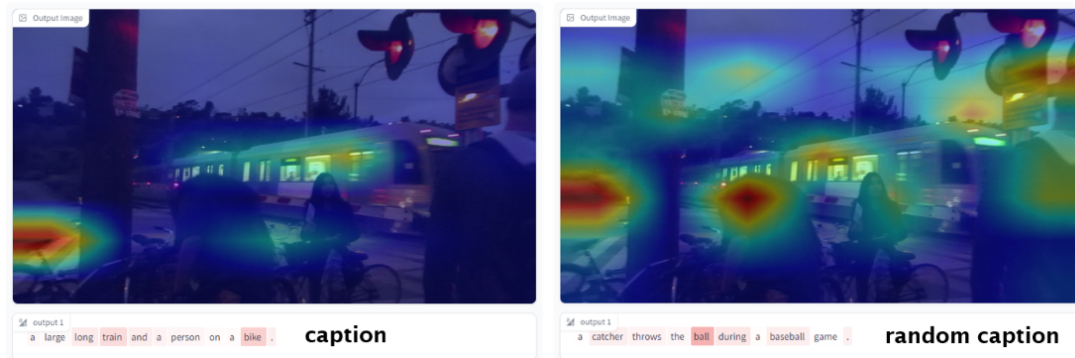 Output Image
Output Image
output 1
a large long train and a person on a bike .
caption
output 1
a catcher throws the ball during a baseball game .
random caption